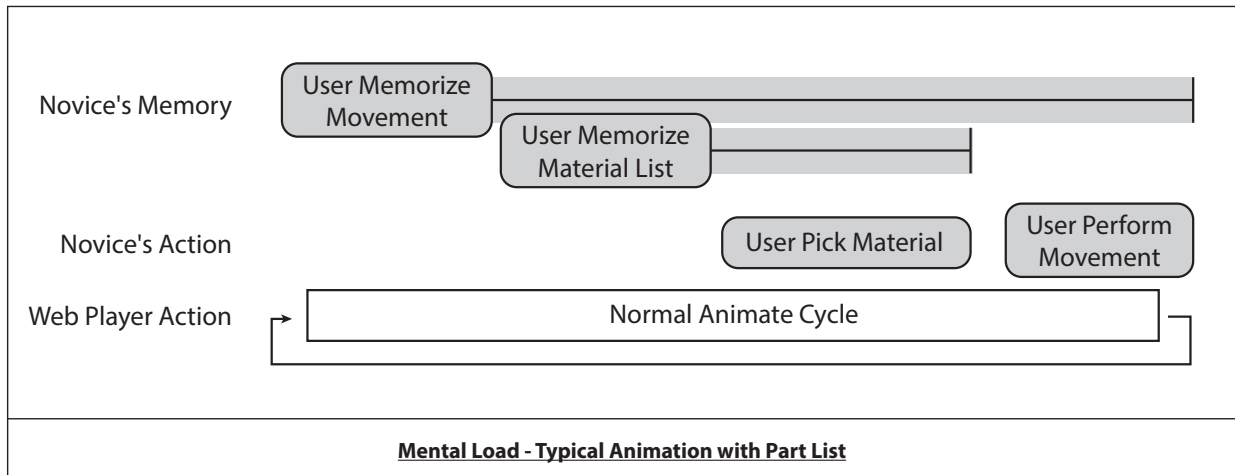 Novice's Memory
User Memorize
Movement
User Memorize
Material List
Novice's Action
User Pick Material
User Perform
Movement
Web Player Action
Normal Animate Cycle
Mental Load - Typical Animation with Part List